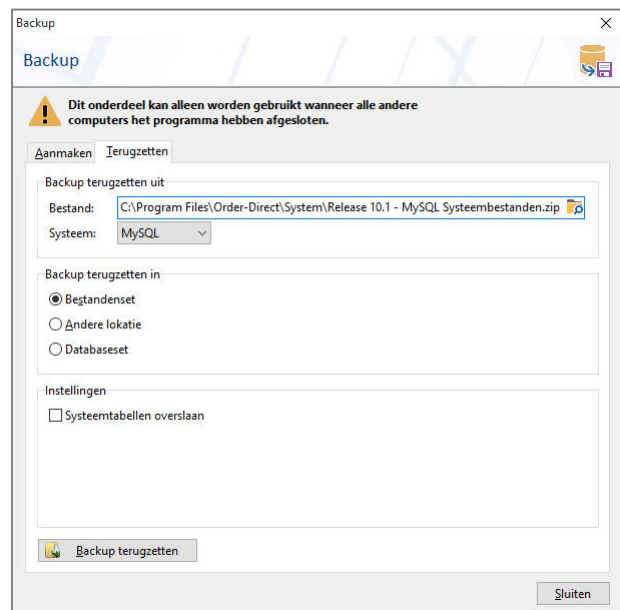 Backup
Backup
Dit onderdeel kan alleen worden gebruikt wanneer alle andere
computers het programma hebben afgesloten.
Aanmaken Terugzetten
Backup terugzetten uit
Bestand: C:\Program Files\Order-Direct\System\Release 10.1 - MySQL Systeembestanden.zip
Systeem: MySQL
Backup terugzetten in
Bestandenset
Andere lokatie
Databaseset
Instellingen
Systeemtabellen overslaan
Backup terugzetten
Sluiten